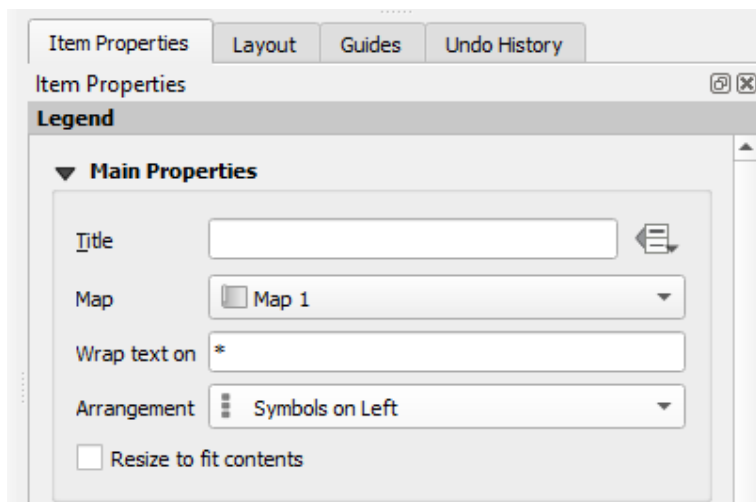 Item Properties Layout Guides Undo History
Item Properties
Legend
Main Properties
Title
Map Map 1
Wrap text on *
Arrangement Symbols on Left
Resize to fit contents